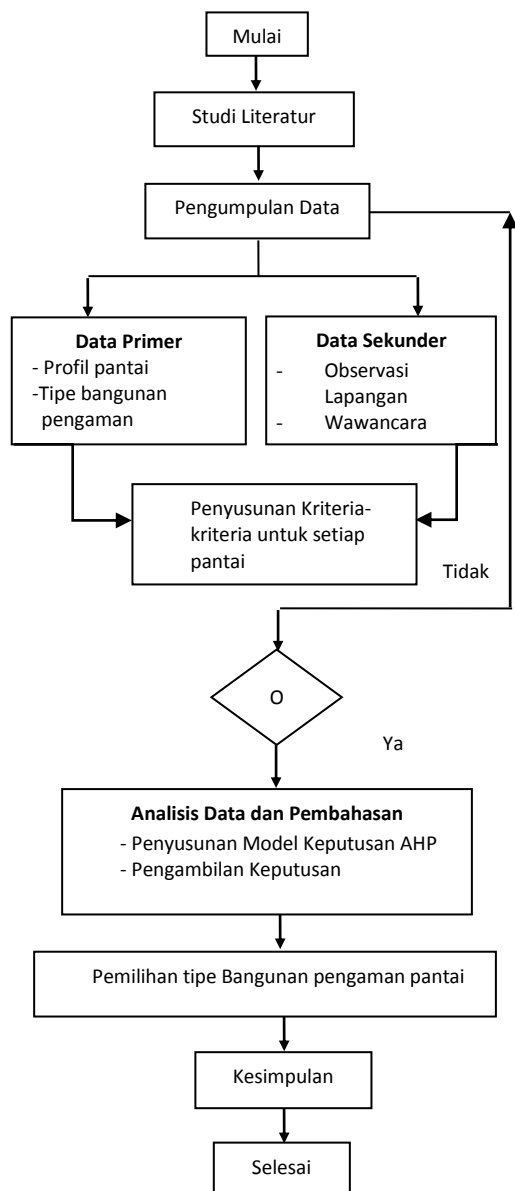 Mulai
Studi Literatur
Pengumpulan Data
Data Primer
- Profil pantai
-Tipe bangunan
pengaman
Data Sekunder
- Observasi
Lapangan
- Wawancara
Penyusunan Kriteria-
kriteria untuk setiap
pantai
Tidak
O
Ya
Analisis Data dan Pembahasan
- Penyusunan Model Keputusan AHP
- Pengambilan Keputusan
Pemilihan tipe Bangunan pengaman pantai
Kesimpulan
Selesai